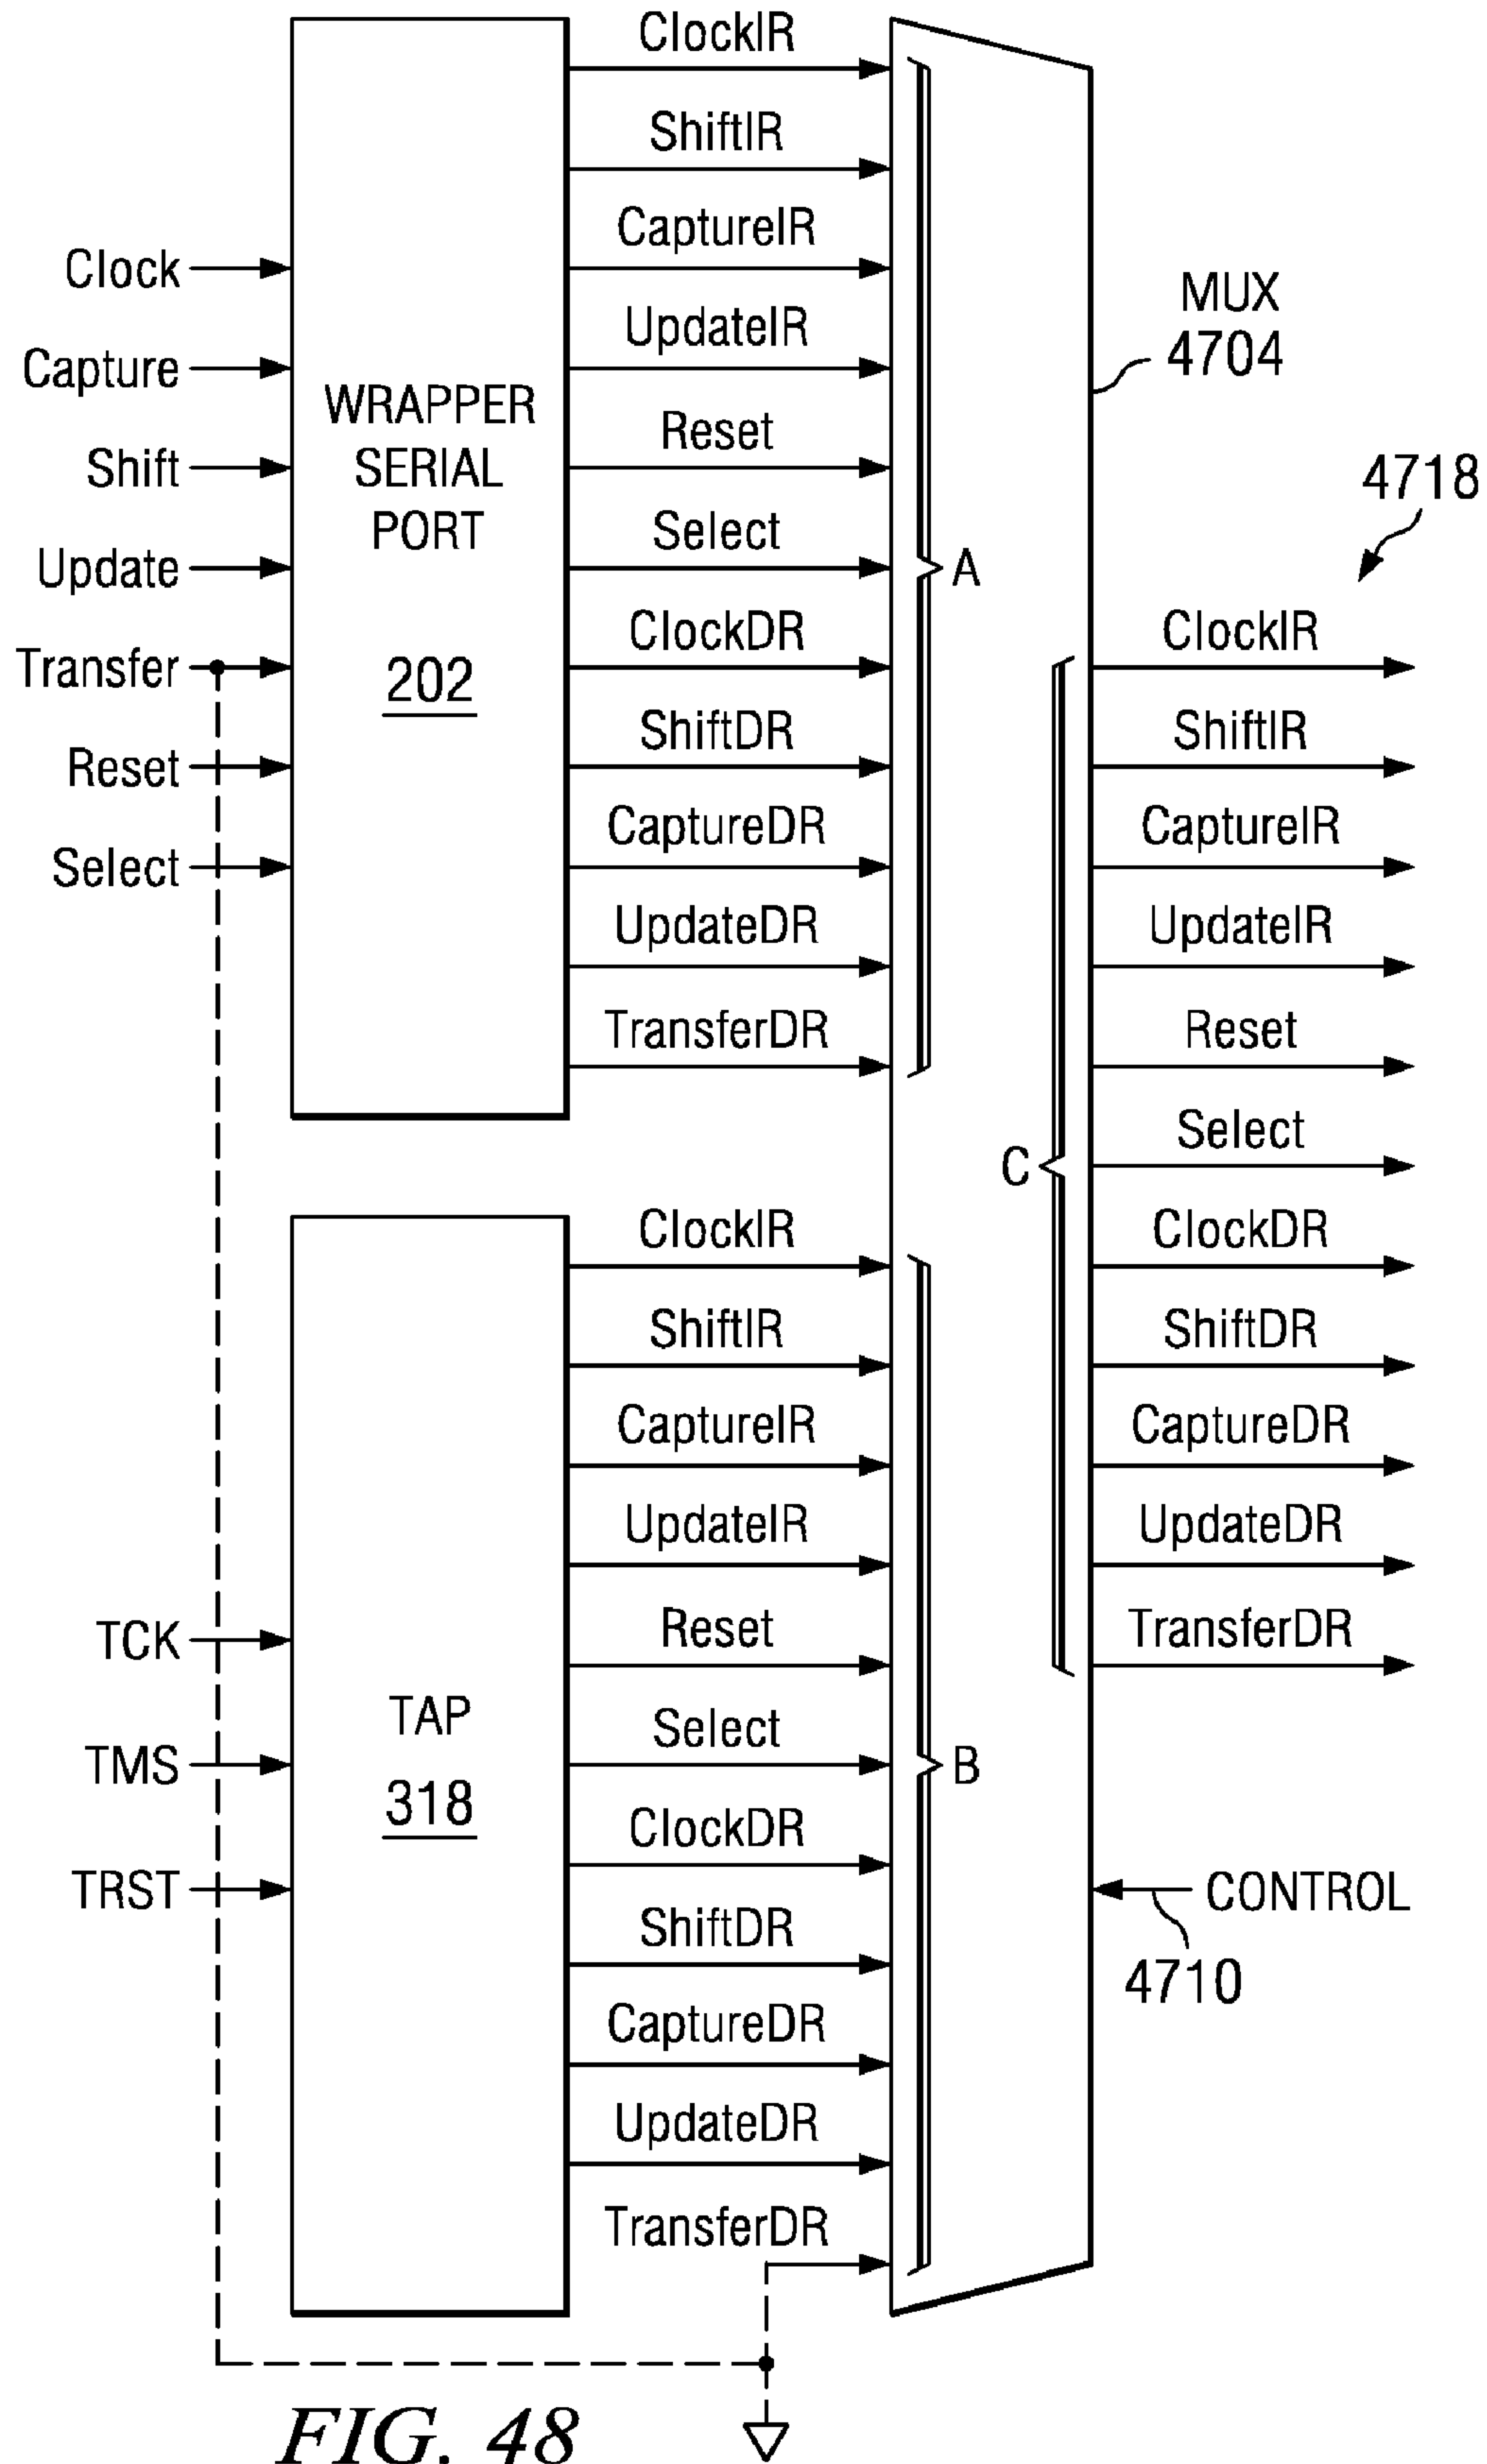 Clock
Capture
Shift
Update
Transfer
Reset
Select
WRAPPER
SERIAL
PORT
202
ClockIR
ShiftIR
CaptureIR
UpdateIR
Reset
Select
ClockDR
ShiftDR
CaptureDR
UpdateDR
TransferDR
A
TCK
TMS
TRST
TAP
318
ClockIR
ShiftIR
CaptureIR
UpdateIR
Reset
Select
ClockDR
ShiftDR
CaptureDR
UpdateDR
TransferDR
B
MUX
4704
4718
C
ClockIR
ShiftIR
CaptureIR
UpdateIR
Reset
Select
ClockDR
ShiftDR
CaptureDR
UpdateDR
TransferDR
CONTROL
4710
FIG. 48